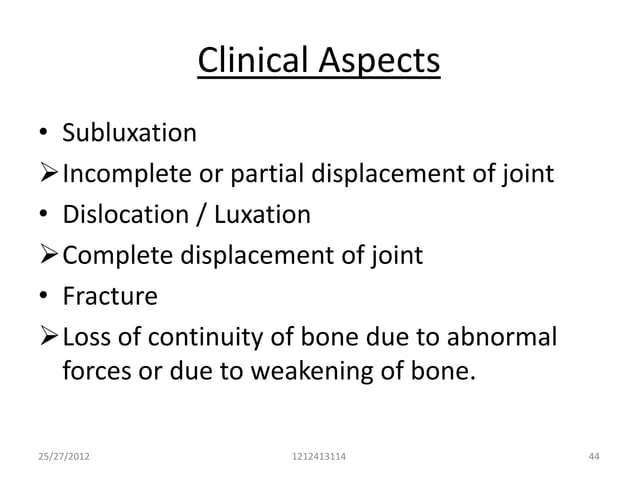 Clinical Aspects
• Subluxation
➢Incomplete or partial displacement of joint
• Dislocation / Luxation
➢Complete displacement of joint
• Fracture
➢Loss of continuity of bone due to abnormal
forces or due to weakening of bone.
25/27/2012 1212413114 44